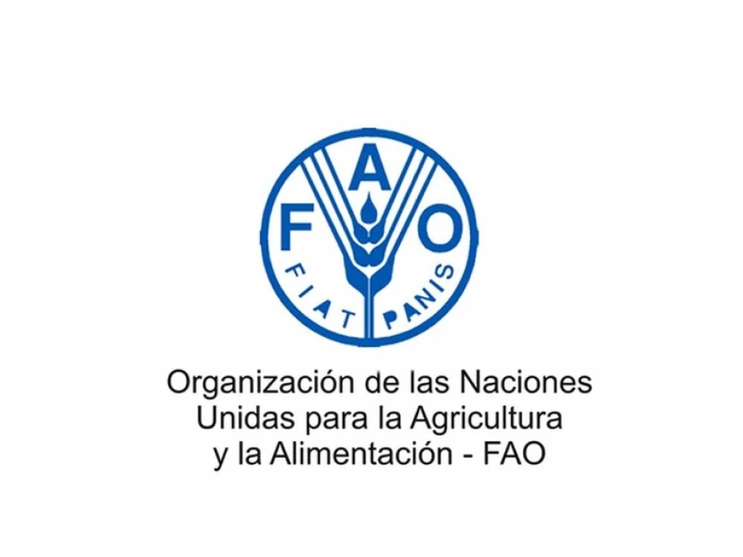 F A O
FIAT PANIS
Organización de las Naciones
Unidas para la Agricultura
y la Alimentación - FAO